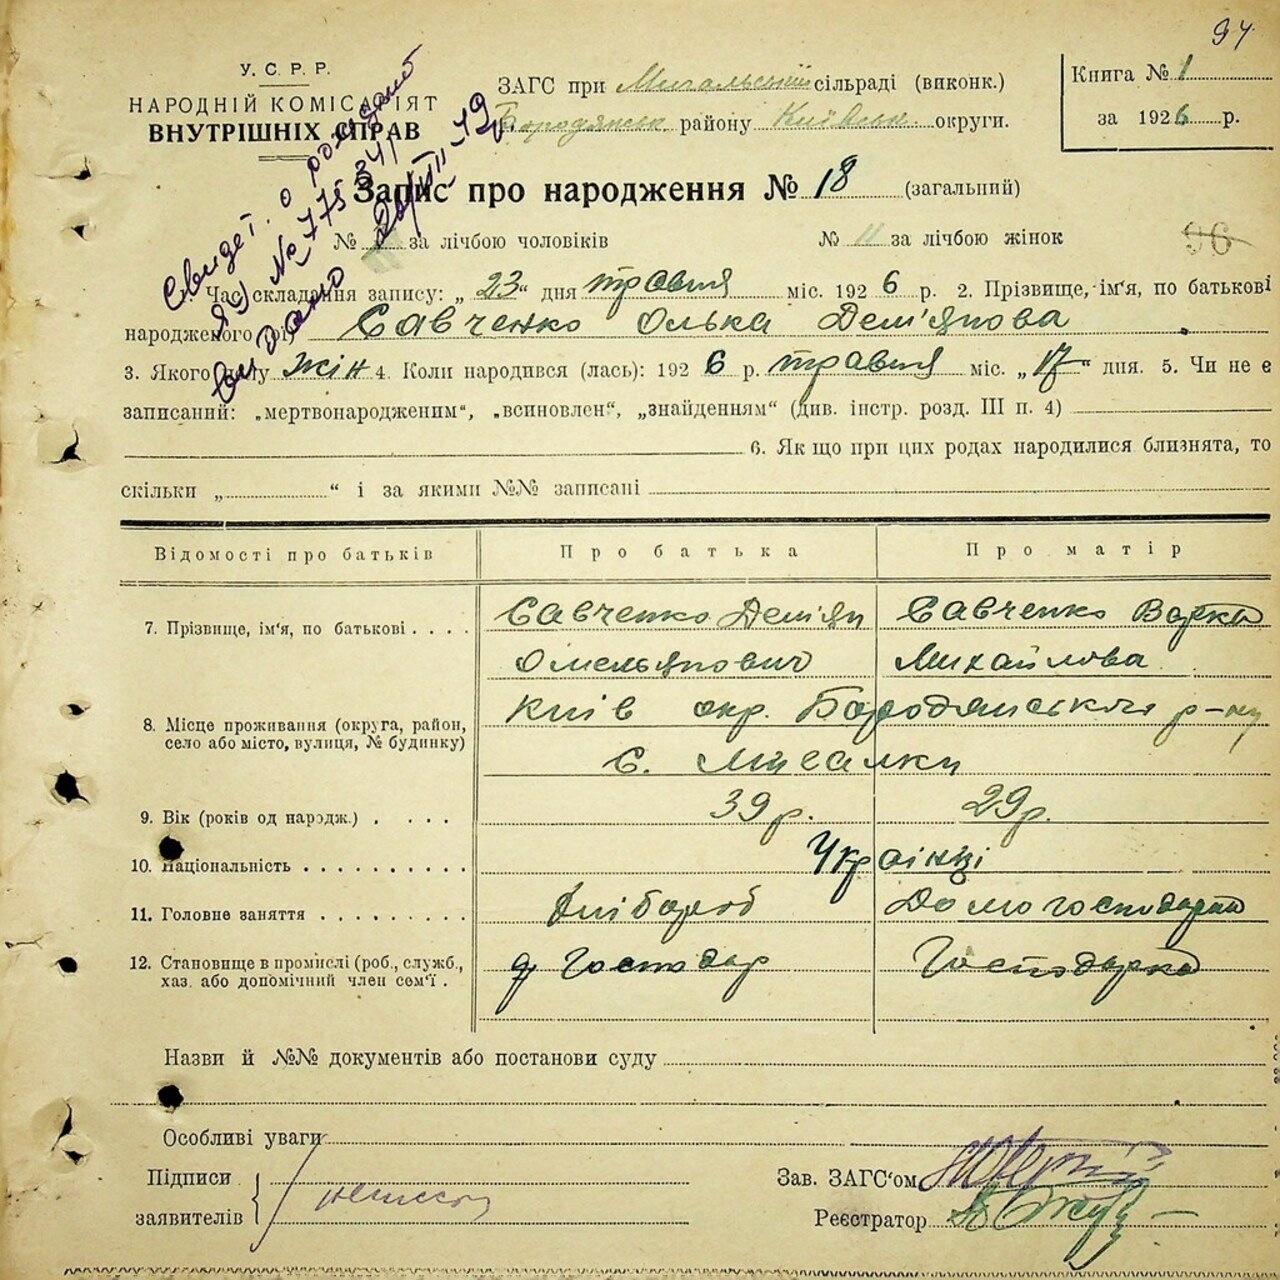 94
У. С. Р. Р.
НАРОДНІЙ КОМІСАРІЯТ
ВНУТРІШНІХ СПРАВ
ЗАГС при сільраді (виконк.)
Бородянськ району Київськ. округи.
Книга № 1
за 1926 р.
Свидет. о рождении
ЯЭ №
Выдано
Запис про народження № 18 (загальний)
№ за лічбою чоловіків № 11 за лічбою жінок
96
Час складання запису: „ 23 “ дня травня міс. 1926 р. 2. Прізвище, ім'я, по батькові
народженого Савченко Олька Дем'янова
3. Якого жін 4. Коли народився (лась): 1926 р. травня міс. „ 17 “ дня. 5. Чи не є
записаний: „мертвонародженим“, „всиновлен“, „знайденням“ (див. інстр. розд. III п. 4)
6. Як що при цих родах народилися близнята, то
скільки „ “ і за якими №№ записані
Відомості про батьків Про батька Про матір
7. Прізвище, ім'я, по батькові . . . . Савченко Дем'ян Савченко Варка
Омельянович Михайлова
8. Місце проживання (округа, район, село або місто, вулиця, № будинку) Київ окр. Бородянського р-ну
с. Мигалки
9. Вік (років од народж.) . . . . 39 р. 29 р.
10. Національність . . . . . . . . . . Українці
11. Головне заняття . . . . . . . . . Хлібороб Домогосподарка
12. Становище в промислі (роб., служб., Господар Господарка
хаз. або допомічний член сем'ї .
Назви й №№ документів або постанови суду
Особливі уваги
Підписи
заявителів
Зав. ЗАГС'ом
Реєстратор